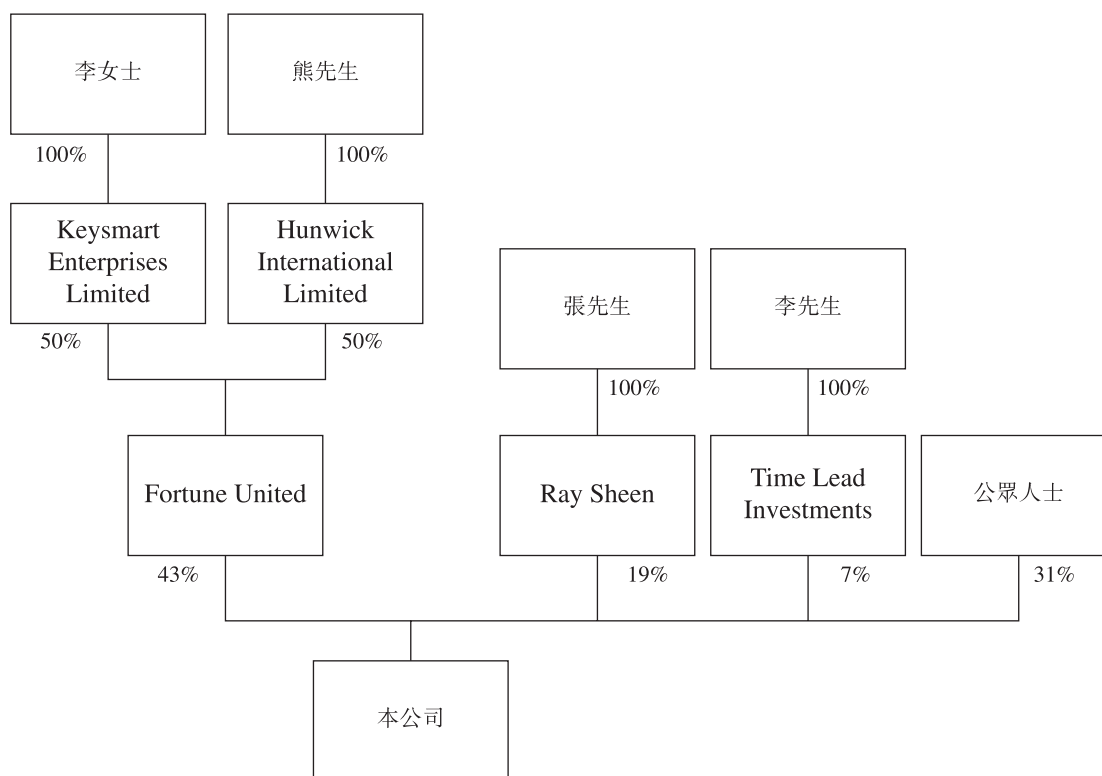 李女士
熊先生
100%
100%
Keysmart
Enterprises
Limited
Hunwick
International
Limited
50%
50%
張先生
李先生
100%
100%
Fortune United
Ray Sheen
Time Lead
Investments
公眾人士
43%
19%
7%
31%
本公司